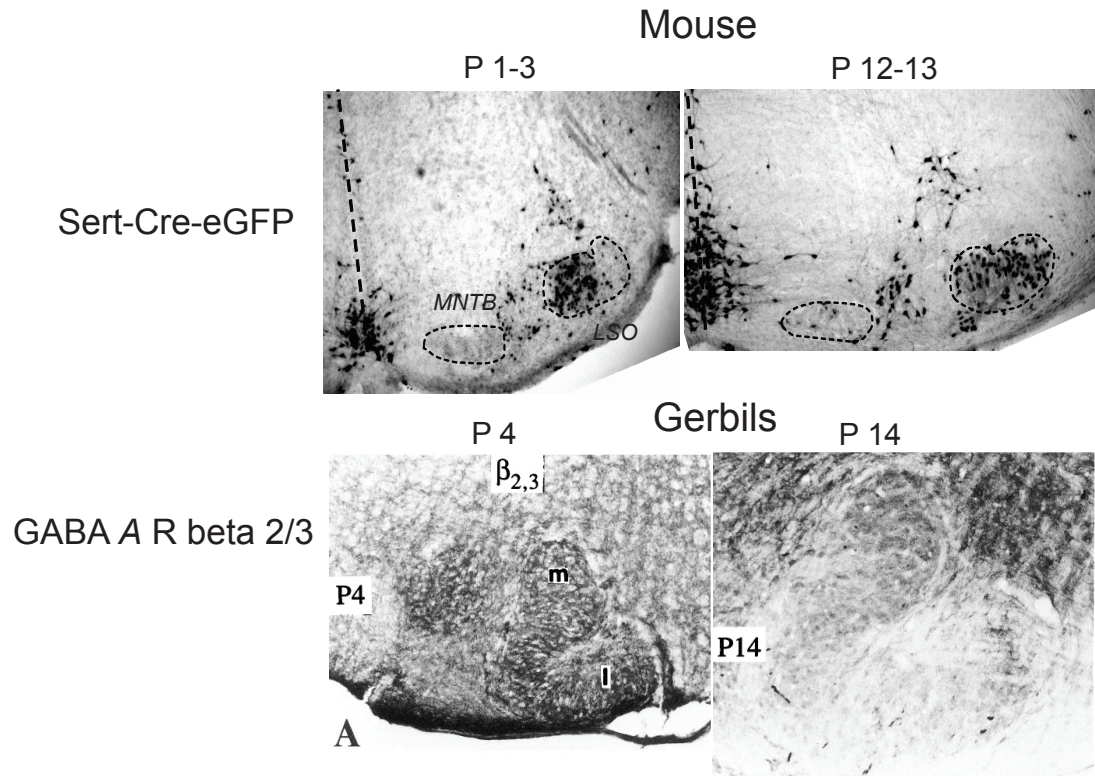 Mouse
P 1-3
P 12-13
Sert-Cre-eGFP
MNTB
LSO
Gerbils
P 4
P 14
β2,3
GABA A R beta 2/3
m
P4
l
P14
A